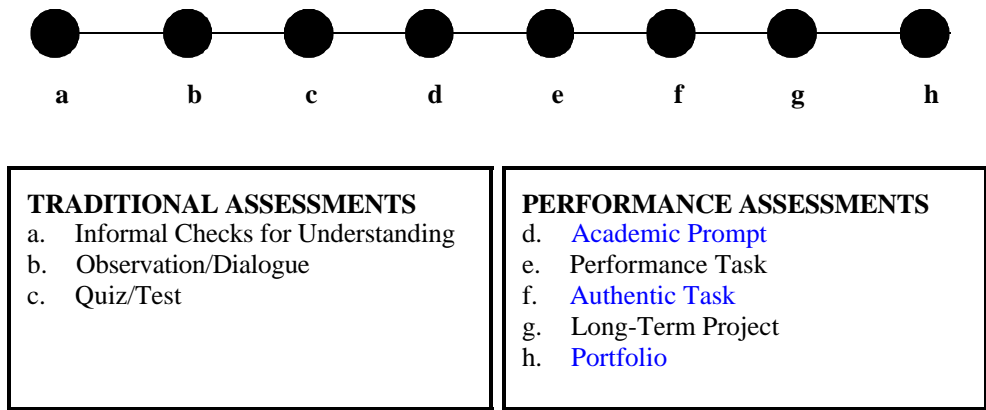 a b c d e f g h
TRADITIONAL ASSESSMENTS
a. Informal Checks for Understanding
b. Observation/Dialogue
c. Quiz/Test
PERFORMANCE ASSESSMENTS
d. Academic Prompt
e. Performance Task
f. Authentic Task
g. Long-Term Project
h. Portfolio